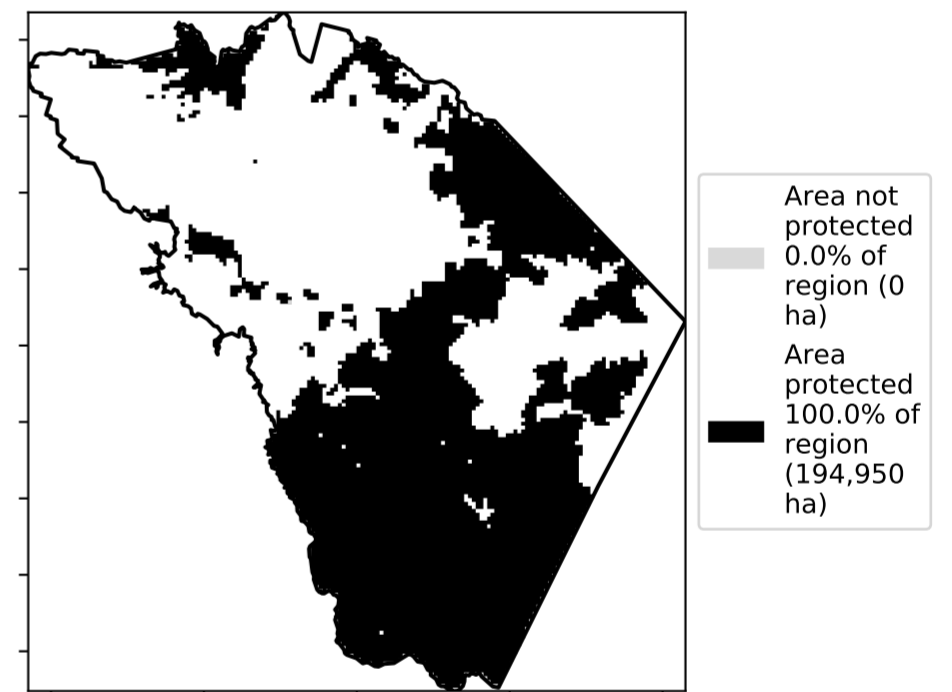 Area not
protected
0.0% of
region (0
ha)
Area
protected
100.0% of
region
(194,950
ha)